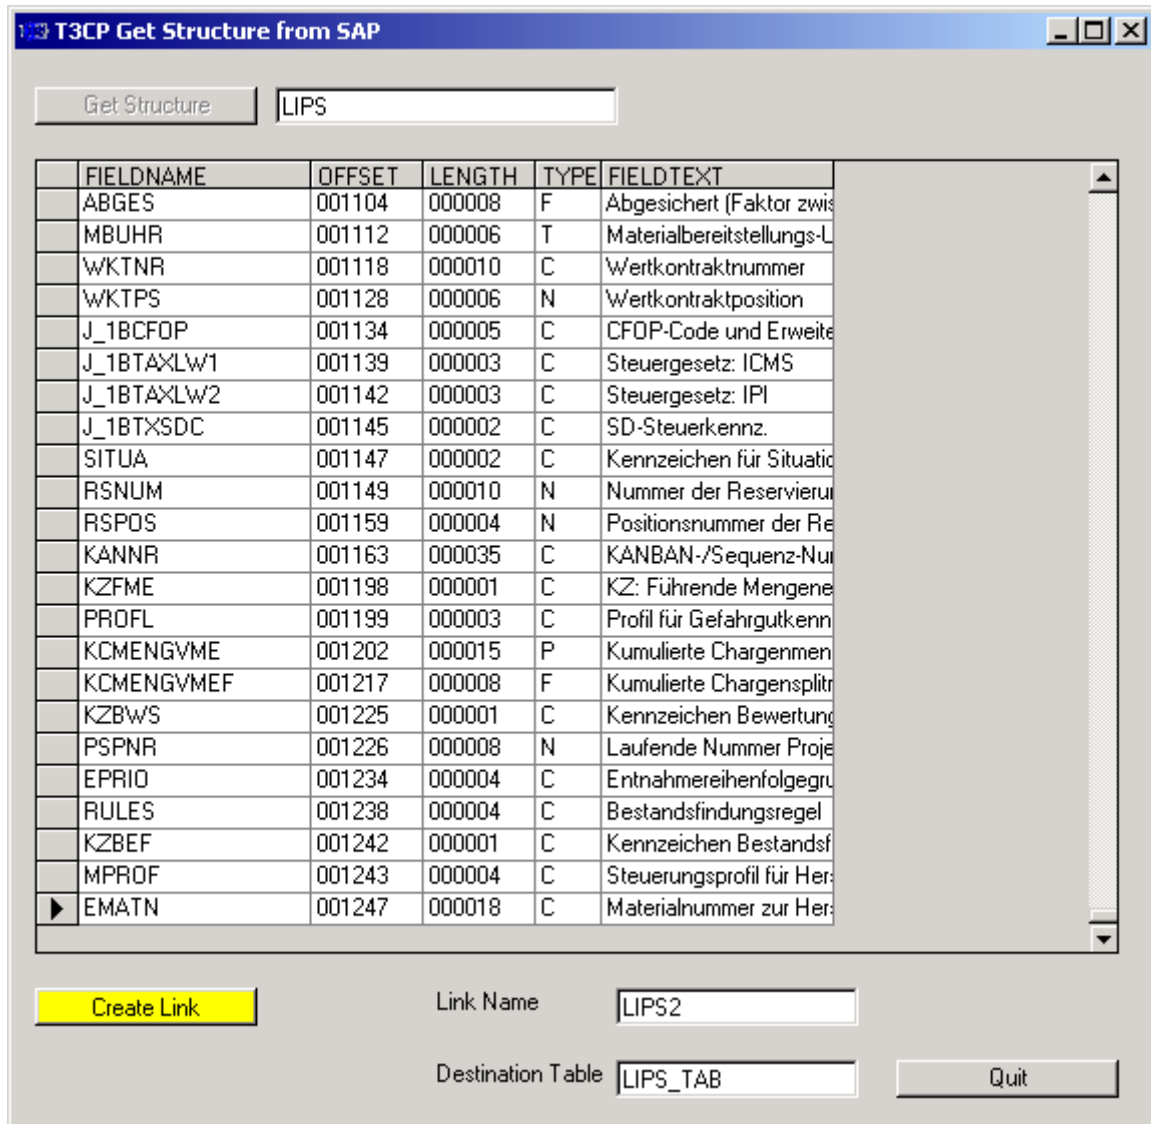 T3CP Get Structure from SAP
Get Structure LIPS
FIELDNAME OFFSET LENGTH TYPE FIELDTEXT
ABGES 001104 000008 F Abgesichert (Faktor zwis
MBUHR 001112 000006 T Materialbereitstellungs-U
WKTNR 001118 000010 C Wertkontraktnummer
WKTPS 001128 000006 N Wertkontraktposition
J_1BCFOP 001134 000005 C CFOP-Code und Erweite
J_1BTAXLW1 001139 000003 C Steuergesetz: ICMS
J_1BTAXLW2 001142 000003 C Steuergesetz: IPI
J_1BTXSDC 001145 000002 C SD-Steuerkennz.
SITUA 001147 000002 C Kennzeichen für Situatio
RSNUM 001149 000010 N Nummer der Reservierun
RSPOS 001159 000004 N Positionsnummer der Re
KANNR 001163 000035 C KANBAN-/Sequenz-Nu
KZFME 001198 000001 C KZ: Führende Mengene
PROFL 001199 000003 C Profil für Gefahrgutkenn
KCMENGVME 001202 000015 P Kumulierte Chargenmen
KCMENGVMEF 001217 000008 F Kumulierte Chargensplit
KZBWS 001225 000001 C Kennzeichen Bewertung
PSPNR 001226 000008 N Laufende Nummer Proje
EPRIO 001234 000004 C Entnahmereihenfolgegru
RULES 001238 000004 C Bestandsfindungsregel
KZBEF 001242 000001 C Kennzeichen Bestandsf
MPROF 001243 000004 C Steuerungsprofil für Her
EMATN 001247 000018 C Materialnummer zur Her
Create Link Link Name LIPS2
Destination Table LIPS_TAB Quit